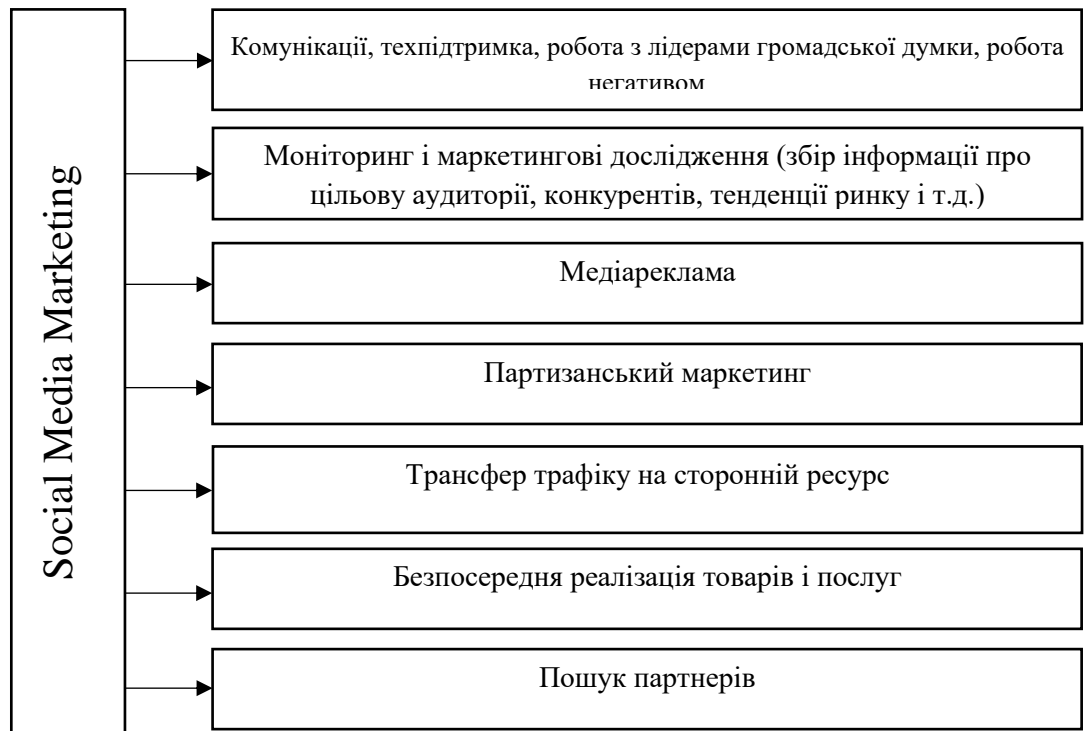 Social Media Marketing
Комунікації, техпідтримка, робота з лідерами громадської думки, робота
негативом
Моніторинг і маркетингові дослідження (збір інформації про
цільову аудиторії, конкурентів, тенденції ринку і т.д.)
Медіареклама
Партизанський маркетинг
Трансфер трафіку на сторонній ресурс
Безпосередня реалізація товарів і послуг
Пошук партнерів